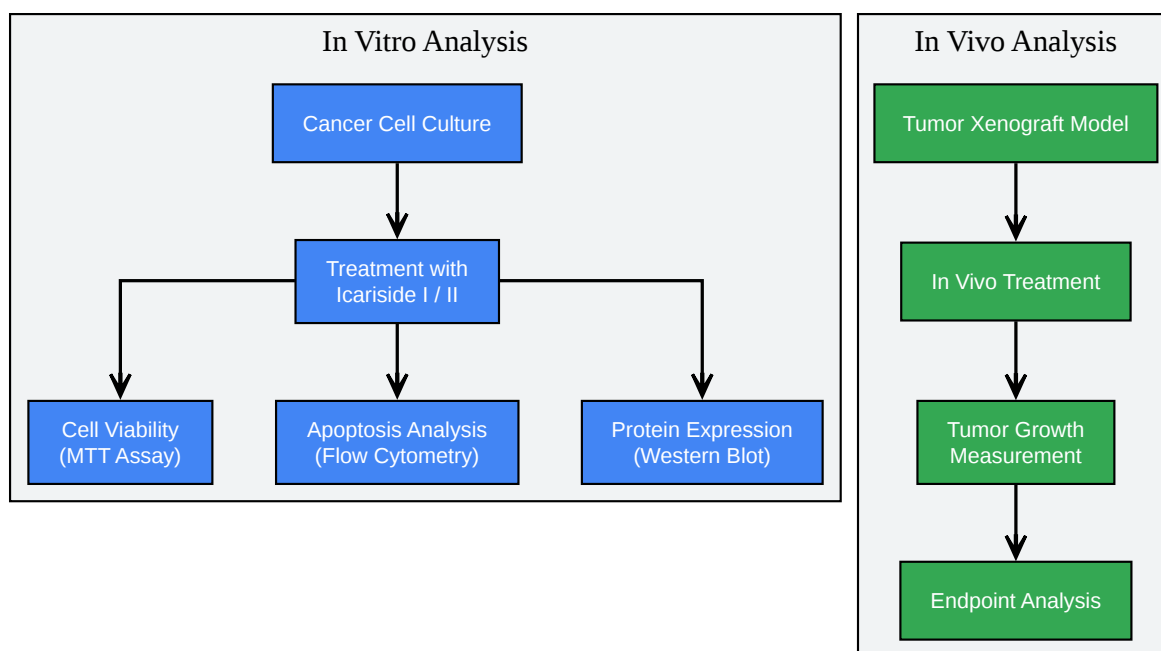 In Vitro Analysis
Cancer Cell Culture
Treatment with
Icariside I / II
Cell Viability
(MTT Assay)
Apoptosis Analysis
(Flow Cytometry)
Protein Expression
(Western Blot)
In Vivo Analysis
Tumor Xenograft Model
In Vivo Treatment
Tumor Growth
Measurement
Endpoint Analysis